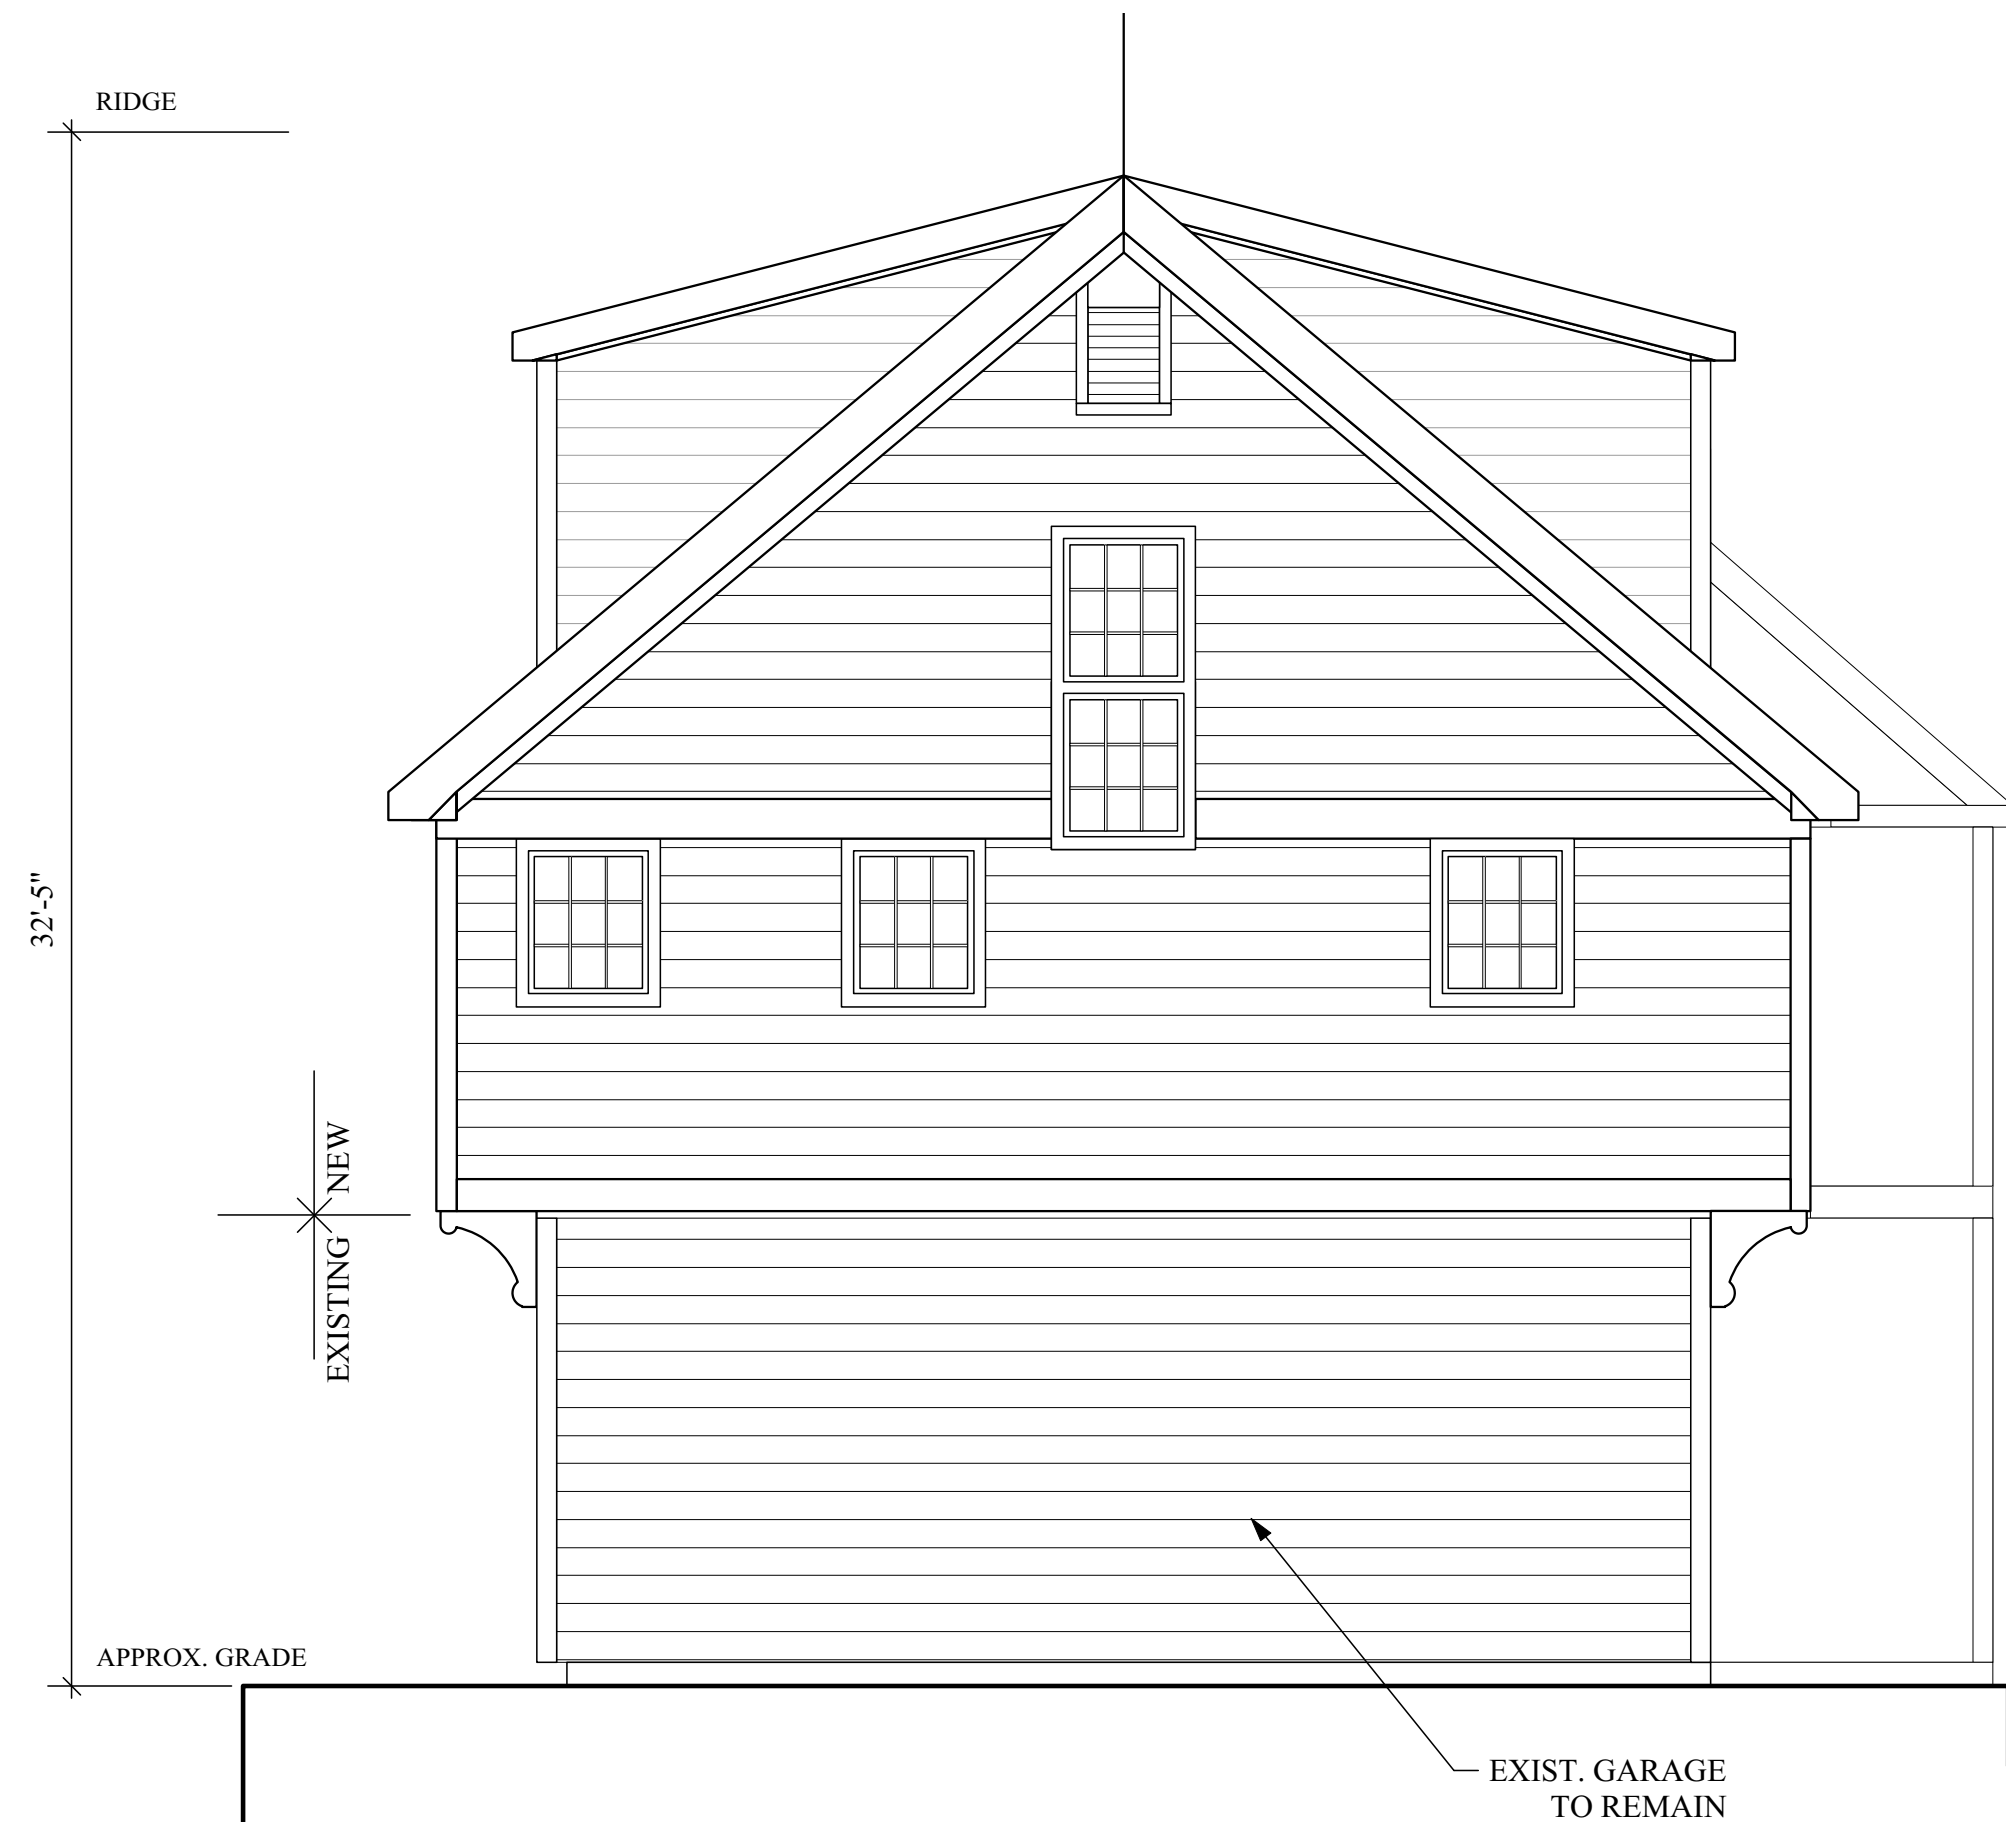 RIDGE
32'-5"
NEW
EXISTING
APPROX. GRADE
EXIST. GARAGE
TO REMAIN